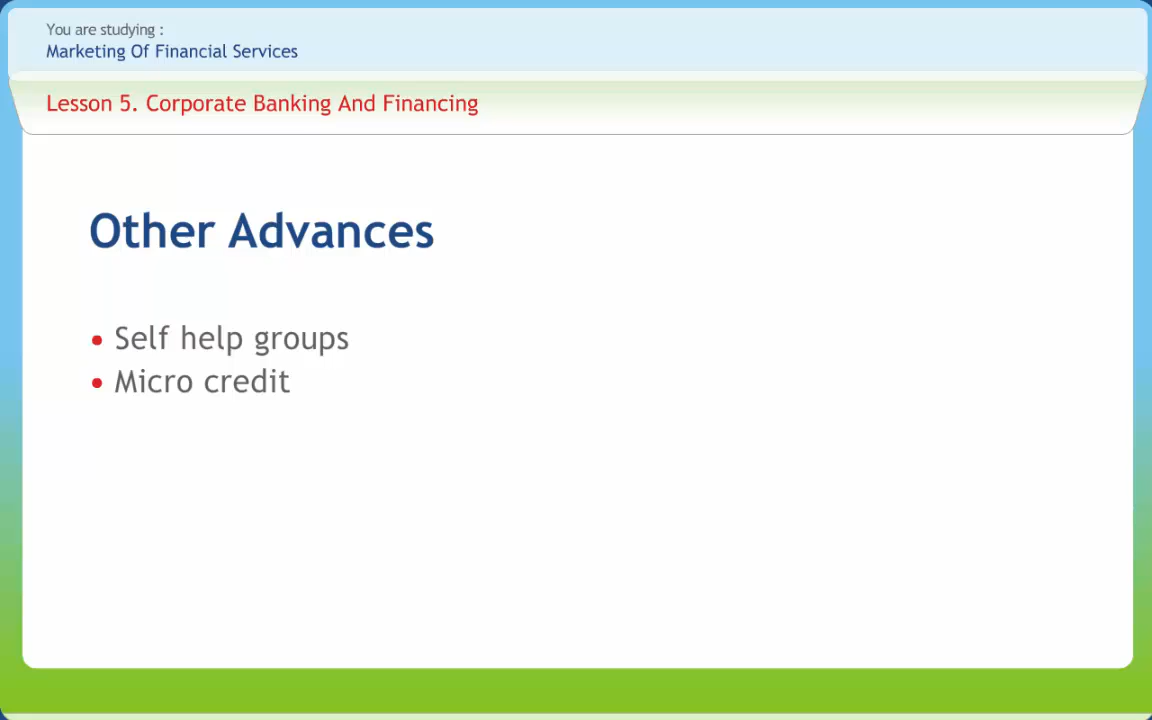 You are studying :
Marketing Of Financial Services
Lesson 5. Corporate Banking And Financing
Other Advances
• Self help groups
• Micro credit